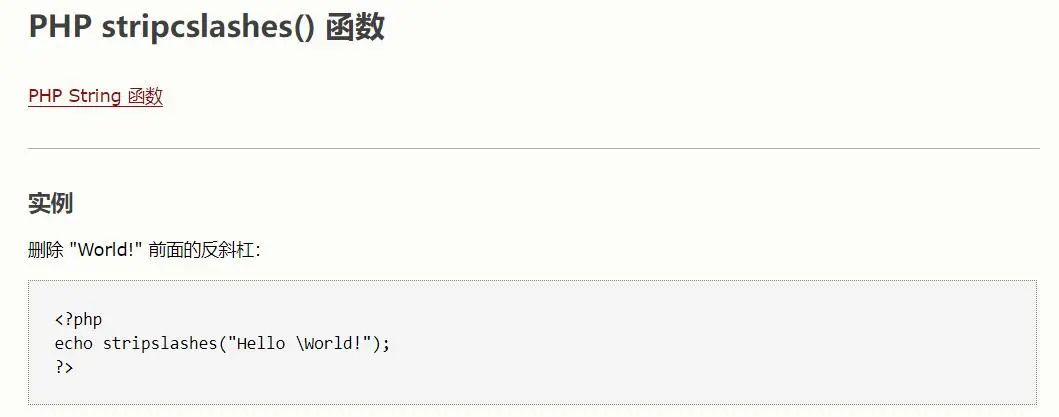 PHP stripcslashes() 函数
PHP String 函数
实例
删除 "World!" 前面的反斜杠：
<?php
echo stripslashes("Hello \World!");
?>